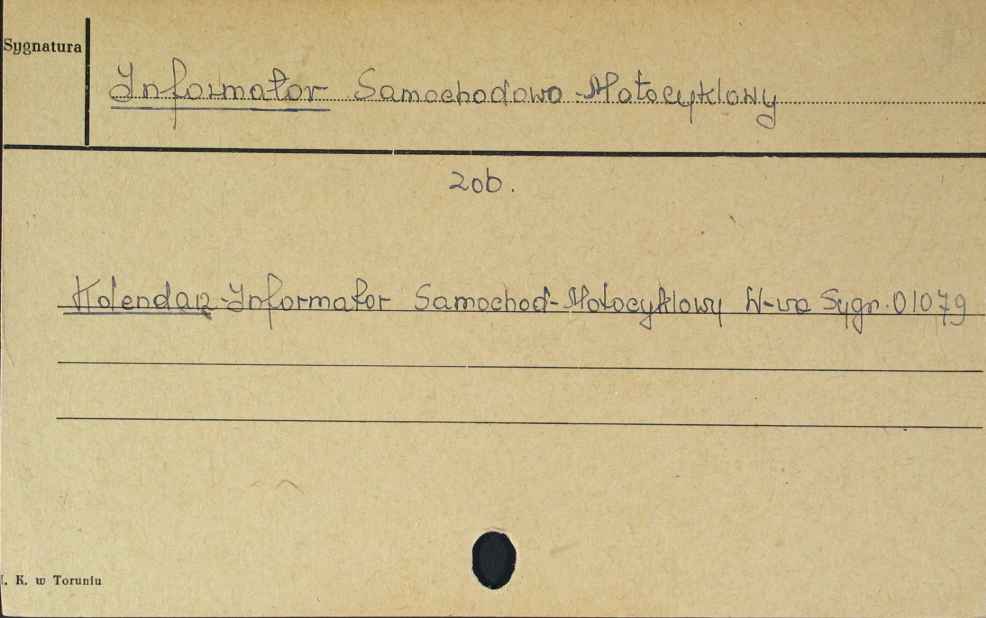 Sygnatura
Informator Samochodowo-Motocyklowy
zob.
Kalendarz-Informator Samochod-Motocyklowy W-wa Sygn. 01079
K. w Toruniu